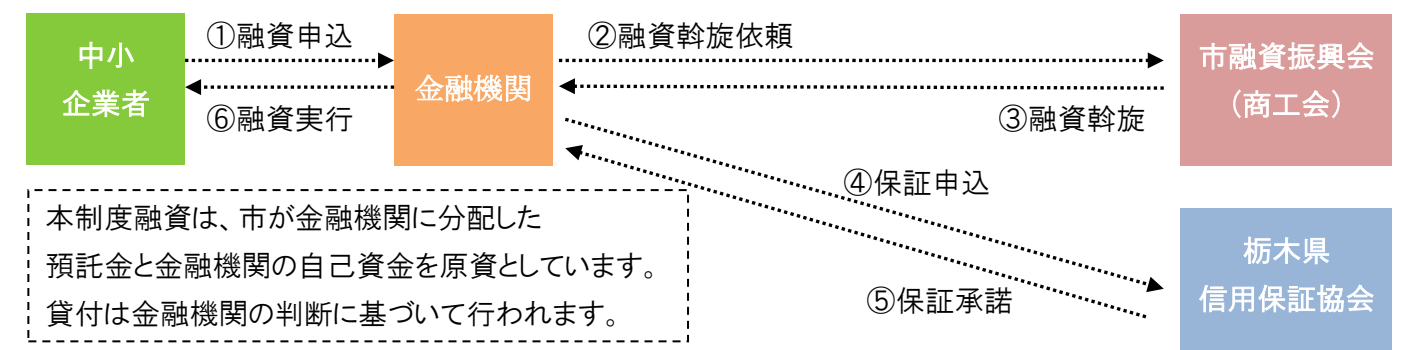 中小
企業者
①融資申込
⑥融資実行
金融機関
②融資斡旋依頼
③融資斡旋
市融資振興会
（商工会）
④保証申込
⑤保証承諾
栃木県
信用保証協会
本制度融資は、市が金融機関に分配した
預託金と金融機関の自己資金を原資としています。
貸付は金融機関の判断に基づいて行われます。